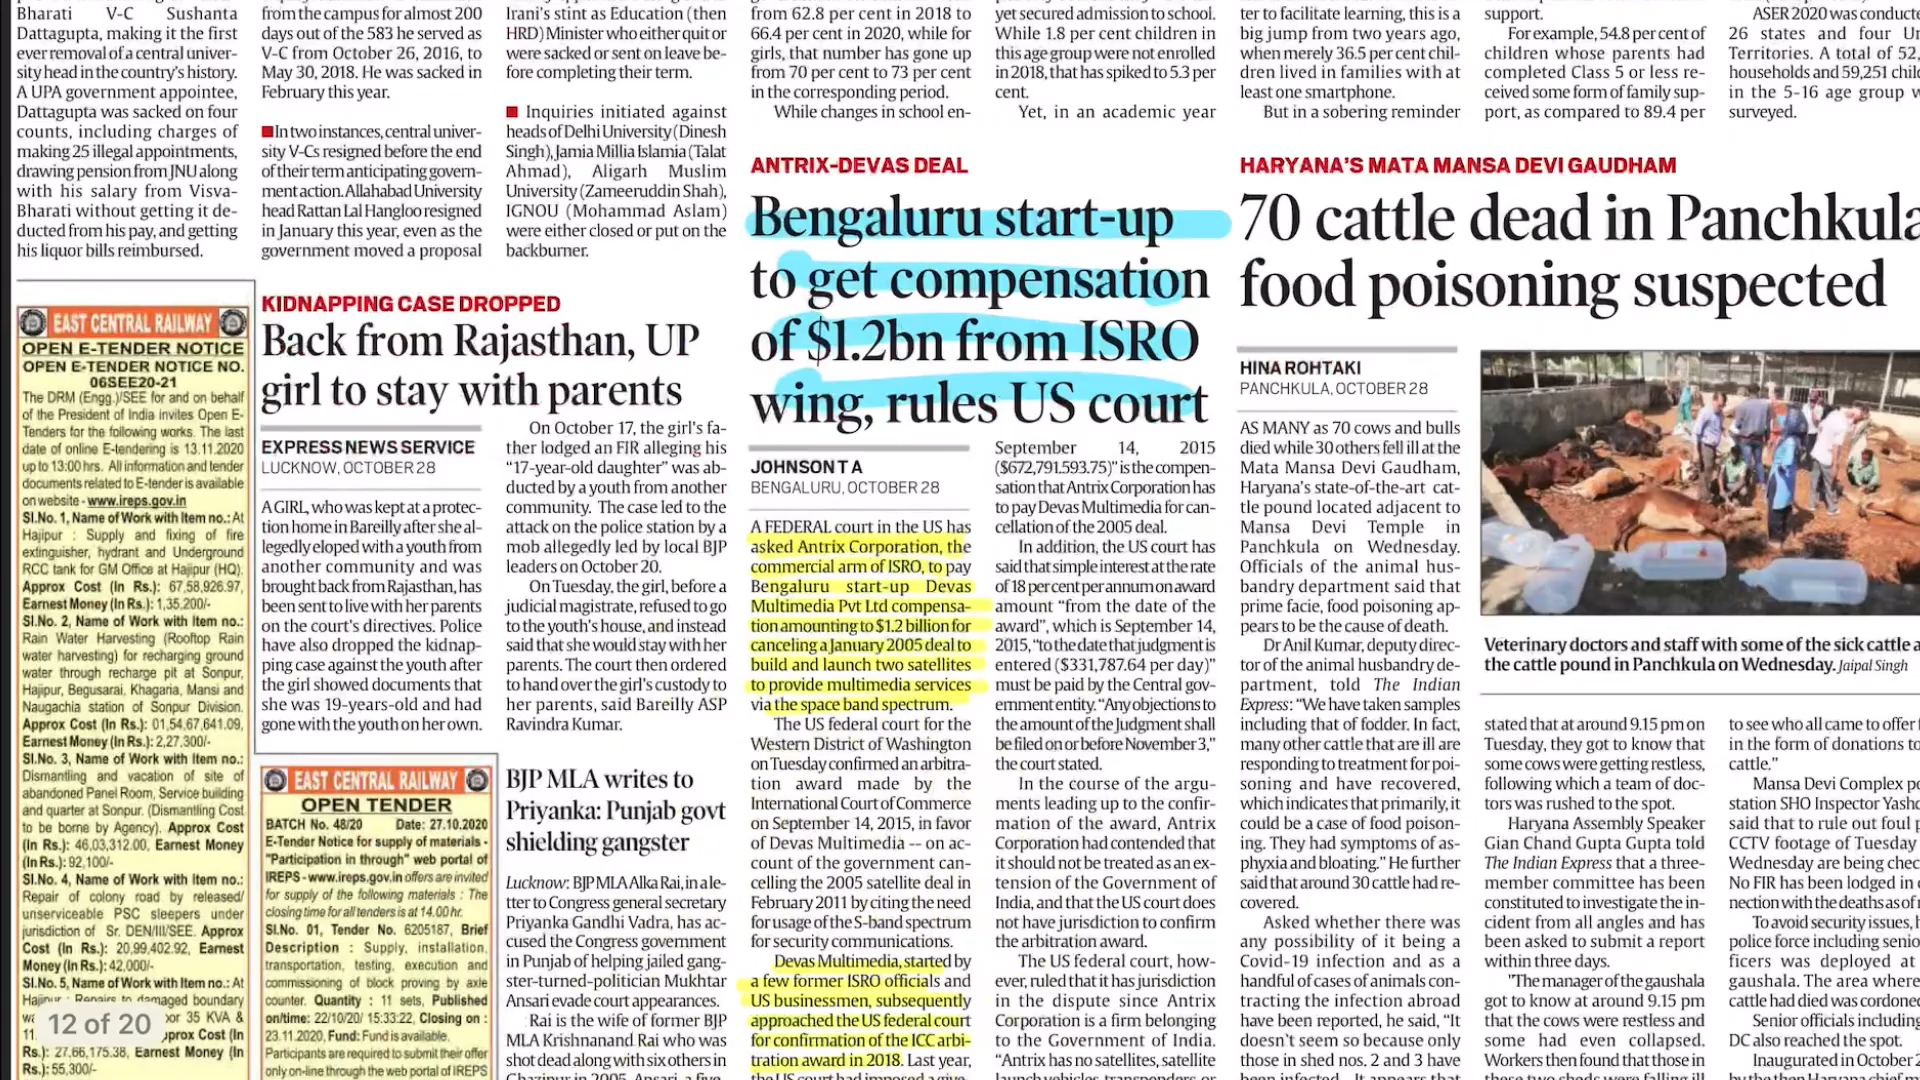 Bharati V-C Sushanta
Dattagupta, making it the first
ever removal of a central univer-
sity head in the country's history.
A UPA government appointee,
Dattagupta was sacked on four
counts, including charges of
making 25 illegal appointments,
drawing pension from JNU along
with his salary from Visva-
Bharati without getting it de-
ducted from his pay, and getting
his liquor bills reimbursed.
from the campus for almost 200
days out of the 583 he served as
V-C from October 26, 2016, to
May 30, 2018. He was sacked in
February this year.
In two instances, central univer-
sity V-Cs resigned before the end
of their term anticipating govern-
ment action. Allahabad University
head Rattan Lal Hangloo resigned
in January this year, even as the
government moved a proposal
Irani's stint as Education (then
HRD) Minister who either quit or
were sacked or sent on leave be-
fore completing their term.
Inquiries initiated against
heads of Delhi University (Dinesh
Singh), Jamia Millia Islamia (Talat
Ahmad), Aligarh Muslim
University (Zameeruddin Shah),
IGNOU (Mohammad Aslam)
were either closed or put on the
backburner.
from 62.8 per cent in 2018 to
66.4 per cent in 2020, while for
girls, that number has gone up
from 70 per cent to 73 per cent
in the corresponding period.
While changes in school en-
yet secured admission to school.
While 1.8 per cent children in
this age group were not enrolled
in 2018, that has spiked to 5.3 per
cent.
Yet, in an academic year
ter to facilitate learning, this is a
big jump from two years ago,
when merely 36.5 per cent chil-
dren lived in families with at
least one smartphone.
But in a sobering reminder
support.
For example, 54.8 per cent of
children whose parents had
completed Class 5 or less re-
ceived some form of family sup-
port, as compared to 89.4 per
ASER 2020 was conducte
26 states and four Un
Territories. A total of 52,
households and 59,251 child
in the 5-16 age group w
surveyed.
EAST CENTRAL RAILWAY
OPEN E-TENDER NOTICE
OPEN E-TENDER NOTICE NO.
06SEE20-21
The DRM (Engg.)/SEE for and on behalf
of the President of India invites Open E-
Tenders for the following works. The last
date of online E-tendering is 13.11.2020
up to 13:00 hrs. All information and tender
documents related to E-tender is available
on website - www.ireps.gov.in
Sl.No. 1, Name of Work with Item no.: At
Hajipur : Supply and fixing of fire
extinguisher, hydrant and Underground
RCC tank for GM Office at Hajipur (HQ).
Approx Cost (In Rs.): 67,58,926.97,
Earnest Money (In Rs.): 1,35,200/-
Sl.No. 2, Name of Work with Item no.:
Rain Water Harvesting (Rooftop Rain
water harvesting) for recharging ground
water through recharge pit at Sonpur,
Hajipur, Begusarai, Khagaria, Mansi and
Naugachia station of Sonpur Division.
Approx Cost (In Rs.): 01,54,67,641.09,
Earnest Money (In Rs.): 2,27,300/-
Sl.No. 3, Name of Work with Item no.:
Dismantling and vacation of site of
abandoned Panel Room, Service building
and quarter at Sonpur. (Dismantling Cost
to be borne by Agency). Approx Cost
(In Rs.): 46,03,312.00, Earnest Money
(In Rs.): 92,100/-
Sl.No. 4, Name of Work with Item no.:
Repair of colony road by released/
unserviceable PSC sleepers under
jurisdiction of Sr. DEN/II/SEE. Approx
Cost (In Rs.): 20,99,402.92, Earnest
Money (In Rs.): 42,000/-
Sl.No. 5, Name of Work with Item no.: At
Hajipur : Repairs to damaged boundary
35 KVA &
11. Approx Cost (In
Rs.): 27,66,175.38, Earnest Money (In
Rs.): 55,300/-
12 of 20
KIDNAPPING CASE DROPPED
Back from Rajasthan, UP
girl to stay with parents
EXPRESS NEWS SERVICE
LUCKNOW, OCTOBER 28
A GIRL, who was kept at a protec-
tion home in Bareilly after she al-
legedly eloped with a youth from
another community and was
brought back from Rajasthan, has
been sent to live with her parents
on the court's directives. Police
have also dropped the kidnap-
ping case against the youth after
the girl showed documents that
she was 19-years-old and had
gone with the youth on her own.
On October 17, the girl's fa-
ther lodged an FIR alleging his
"17-year-old daughter" was ab-
ducted by a youth from another
community. The case led to the
attack on the police station by a
mob allegedly led by local BJP
leaders on October 20.
On Tuesday, the girl, before a
judicial magistrate, refused to go
to the youth's house, and instead
said that she would stay with her
parents. The court then ordered
to hand over the girl's custody to
her parents, said Bareilly ASP
Ravindra Kumar.
EAST CENTRAL RAILWAY
OPEN TENDER
BATCH No. 48/20 Date: 27.10.2020
E-Tender Notice for supply of materials -
"Participation in through" web portal of
IREPS - www.ireps.gov.in offers are invited
for supply of the following materials : The
closing time for all tenders is at 14.00 hr.
Sl.No. 01, Tender No. 6205187, Brief
Description : Supply, installation,
transportation, testing, execution and
commissioning of block proving by axle
counter. Quantity : 11 sets, Published
on/time: 22/10/20/ 15:33:22, Closing on :
23.11.2020, Fund: Fund is available.
Participants are required to submit their offer
only on-line through the web portal of IREPS
BJP MLA writes to
Priyanka: Punjab govt
shielding gangster
Lucknow: BJP MLA Alka Rai, in a le-
tter to Congress general secretary
Priyanka Gandhi Vadra, has ac-
cused the Congress government
in Punjab of helping jailed gang-
ster-turned-politician Mukhtar
Ansari evade court appearances.
Rai is the wife of former BJP
MLA Krishnanand Rai who was
shot dead along with six others in
Ghazipur in 2005. Ansari, a five-
ANTRIX-DEVAS DEAL
Bengaluru start-up
to get compensation
of $1.2bn from ISRO
wing, rules US court
JOHNSON T A
BENGALURU, OCTOBER 28
A FEDERAL court in the US has
asked Antrix Corporation, the
commercial arm of ISRO, to pay
Bengaluru start-up Devas
Multimedia Pvt Ltd compensa-
tion amounting to $1.2 billion for
canceling a January 2005 deal to
build and launch two satellites
to provide multimedia services
via the space band spectrum.
The US federal court for the
Western District of Washington
on Tuesday confirmed an arbitra-
tion award made by the
International Court of Commerce
on September 14, 2015, in favor
of Devas Multimedia -- on ac-
count of the government can-
celling the 2005 satellite deal in
February 2011 by citing the need
for usage of the S-band spectrum
for security communications.
Devas Multimedia, started by
a few former ISRO officials and
US businessmen, subsequently
approached the US federal court
for confirmation of the ICC arbi-
tration award in 2018. Last year,
September 14, 2015
($672,791.593.75)" is the compen-
sation that Antrix Corporation has
to pay Devas Multimedia for can-
cellation of the 2005 deal.
In addition, the US court has
said that simple interest at the rate
of 18 percent per annum on award
amount "from the date of the
award", which is September 14,
2015, "to the date that judgment is
entered ($331,787.64 per day)"
must be paid by the Central gov-
ernment entity. "Any objections to
the amount of the Judgment shall
be filed on or before November 3,"
the court stated.
In the course of the argu-
ments leading up to the confir-
mation of the award, Antrix
Corporation had contended that
it should not be treated as an ex-
tension of the Government of
India, and that the US court does
not have jurisdiction to confirm
the arbitration award.
The US federal court, how-
ever, ruled that it has jurisdiction
in the dispute since Antrix
Corporation is a firm belonging
to the Government of India.
"Antrix has no satellites, satellite
HARYANA'S MATA MANSA DEVI GAUDHAM
70 cattle dead in Panchkula
food poisoning suspected
HINA ROHTAKI
PANCHKULA, OCTOBER 28
AS MANY as 70 cows and bulls
died while 30 others fell ill at the
Mata Mansa Devi Gaudham,
Haryana's state-of-the-art cat-
tle pound located adjacent to
Mansa Devi Temple in
Panchkula on Wednesday.
Officials of the animal hus-
bandry department said that
prime facie, food poisoning ap-
pears to be the cause of death.
Dr Anil Kumar, deputy direc-
tor of the animal husbandry de-
partment, told The Indian
Express: "We have taken samples
including that of fodder. In fact,
many other cattle that are ill are
responding to treatment for poi-
soning and have recovered,
which indicates that primarily, it
could be a case of food poison-
ing. They had symptoms of as-
phyxia and bloating." He further
said that around 30 cattle had re-
covered.
Asked whether there was
any possibility of it being a
Covid-19 infection and as a
handful of cases of animals con-
tracting the infection abroad
have been reported, he said, "It
doesn't seem so because only
those in shed nos. 2 and 3 have
Veterinary doctors and staff with some of the sick cattle a
the cattle pound in Panchkula on Wednesday. Jaipal Singh
stated that at around 9.15 pm on
Tuesday, they got to know that
some cows were getting restless,
following which a team of doc-
tors was rushed to the spot.
Haryana Assembly Speaker
Gian Chand Gupta Gupta told
The Indian Express that a three-
member committee has been
constituted to investigate the in-
cident from all angles and has
been asked to submit a report
within three days.
"The manager of the gaushala
got to know at around 9.15 pm
that the cows were restless and
some had even collapsed.
Workers then found that those in
these two sheds were falling ill
to see who all came to offer f
in the form of donations to
cattle."
Mansa Devi Complex po
station SHO Inspector Yashd
said that to rule out foul p
CCTV footage of Tuesday
Wednesday are being chec
No FIR has been lodged in c
nection with the deaths as of n
To avoid security issues, h
police force including senio
ficers was deployed at
gaushala. The area where
cattle had died was cordoned
Senior officials including
DC also reached the spot.
Inaugurated in October 2